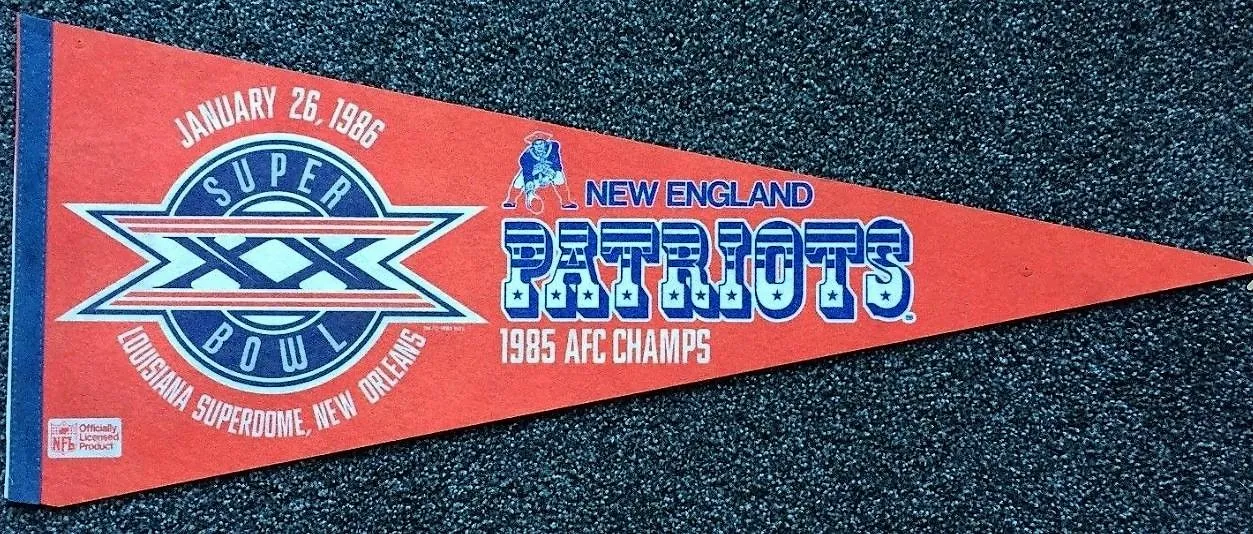 JANUARY 26, 1986
SUPER
XX
BOWL
LOUISIANA SUPERDOME, NEW ORLEANS
NFL
Officially
Licensed
Product
NEW ENGLAND
PATRIOTS
1985 AFC CHAMPS